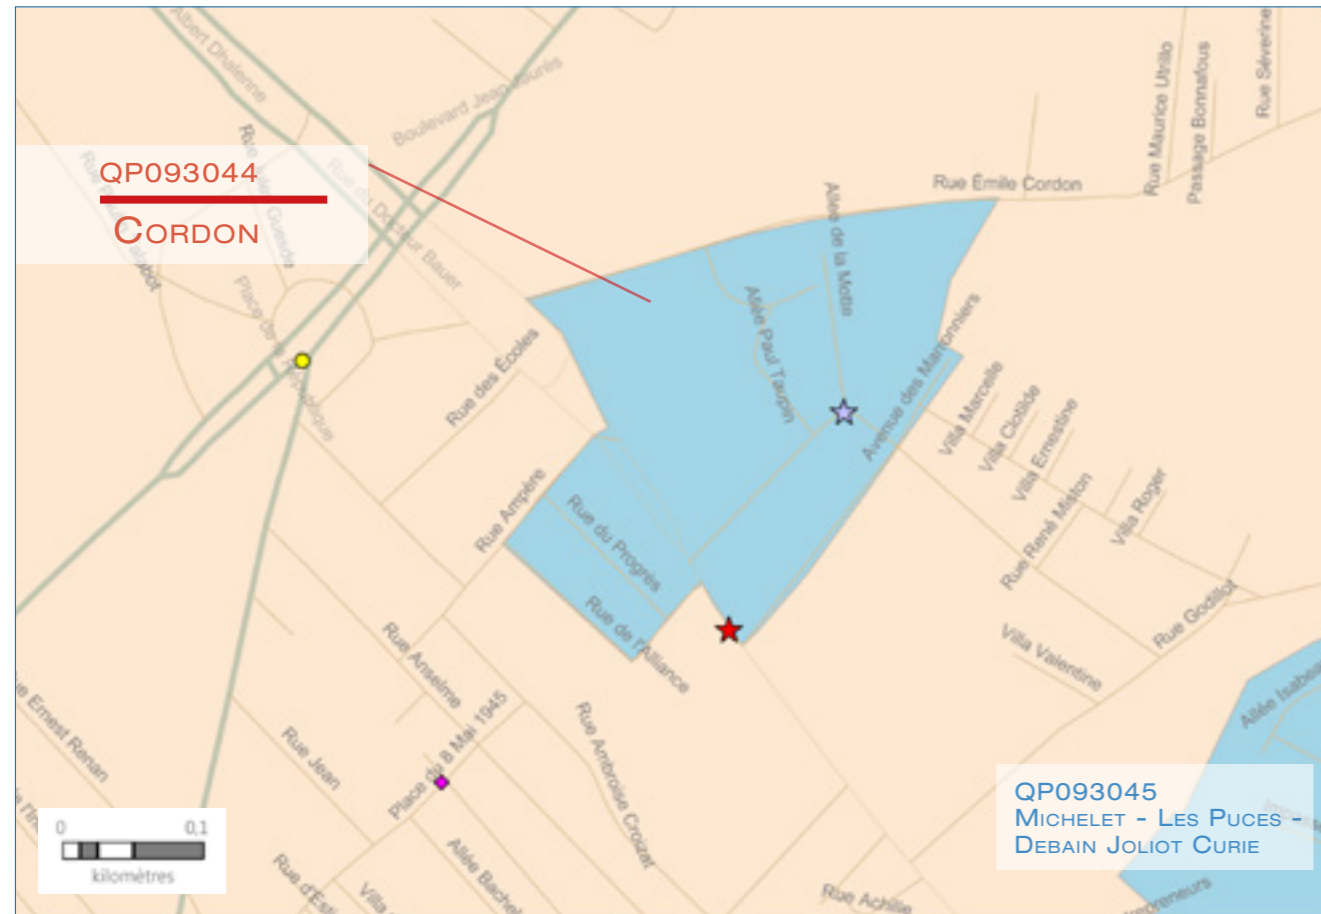 Albert Dhalenne
Boulevard Jean Jaurès
Rue Maurice Utrillo
Passage Bonnafous
Rue Séverine
QP093044
CORDON
Rue du Docteur Bauer
Rue Émile Cordon
Allée de la Motte
Place de la République
Allée Paul Taupin
Avenue des Marronniers
Rue des Écoles
Villa Marcelle
Villa Clotilde
Villa Ernestine
Villa Roger
Rue René Miston
Rue Ampère
Rue du Progrès
Rue de l'Alliance
Rue Godillot
Villa Valentine
Rue Anselme
Place du 8 Mai 1945
Rue Jean
Rue Ernest Renan
Rue Ambroise Croizat
QP093045
MICHELET - LES PUCES -
DEBAIN JOLIOT CURIE
0 0,1
kilomètres
Rue Achille